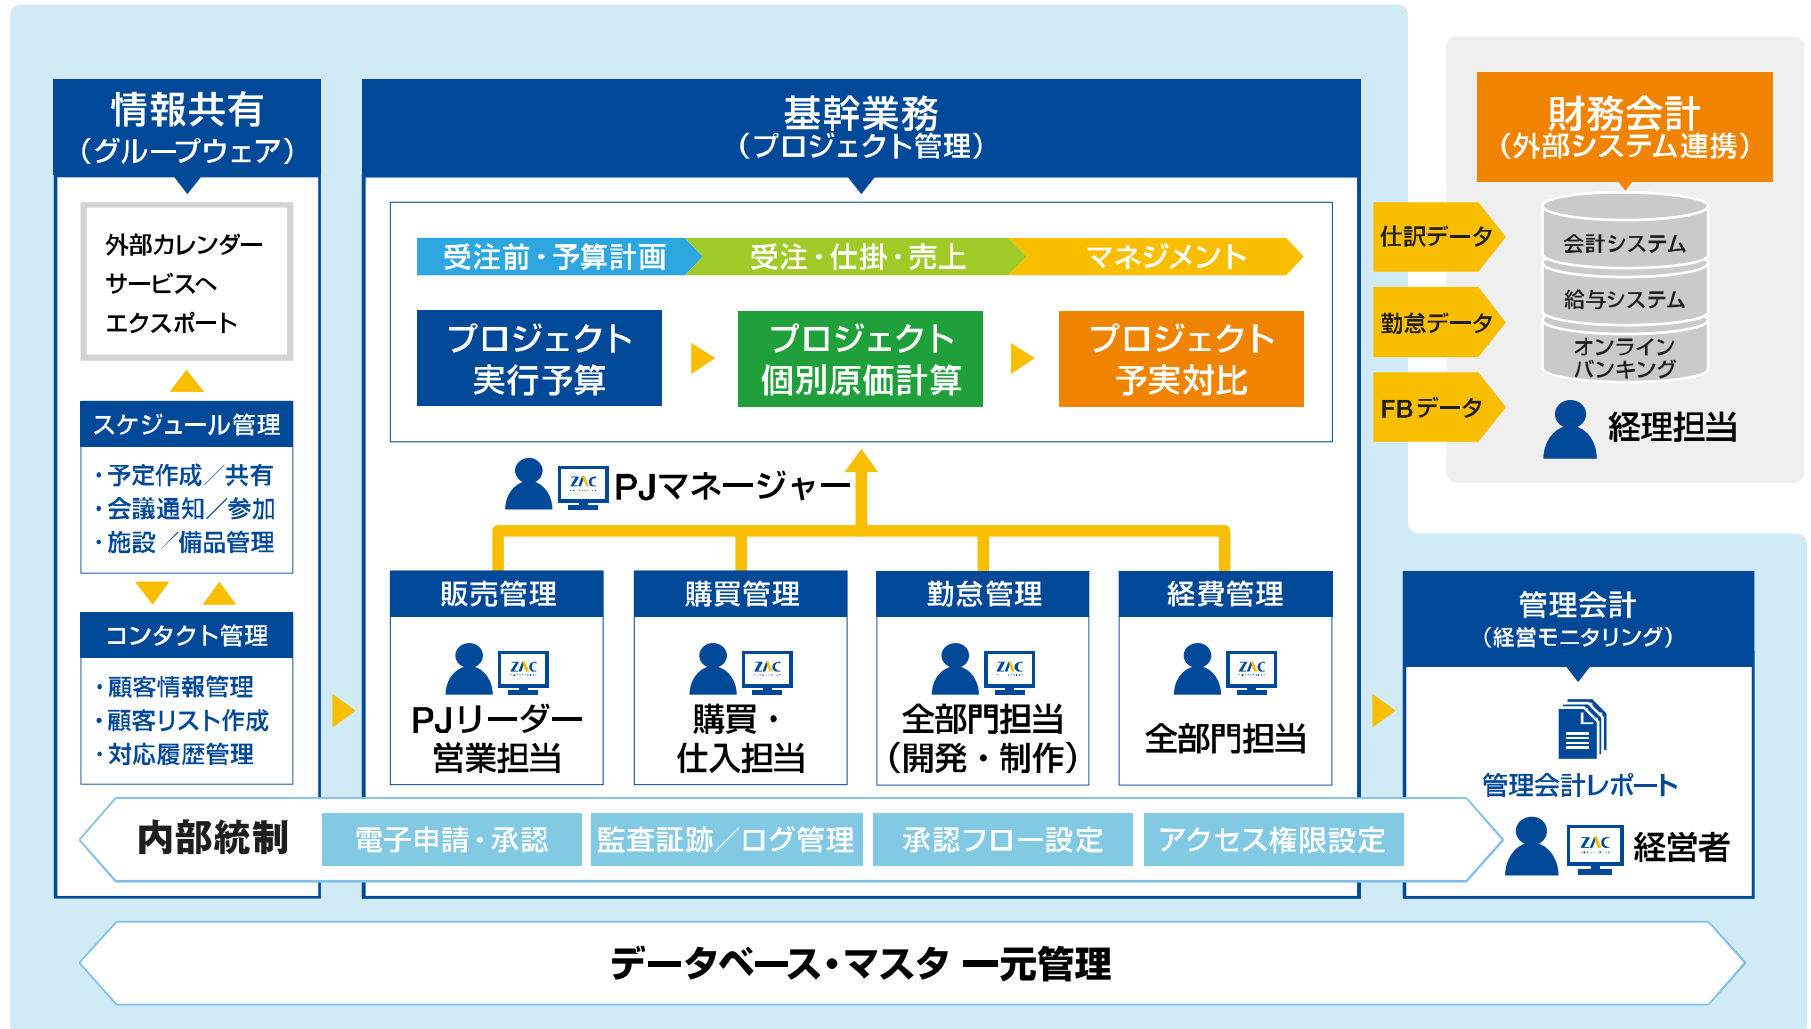 情報共有
（グループウェア）
外部カレンダー
サービスへ
エクスポート
スケジュール管理
・予定作成／共有
・会議通知／参加
・施設／備品管理
コンタクト管理
・顧客情報管理
・顧客リスト作成
・対応履歴管理
基幹業務
（プロジェクト管理）
受注前・予算計画
受注・仕掛・売上
マネジメント
プロジェクト
実行予算
プロジェクト
個別原価計算
プロジェクト
予実対比
ZAC
PJマネージャー
販売管理
ZAC
PJリーダー
営業担当
購買管理
ZAC
購買・
仕入担当
勤怠管理
ZAC
全部門担当
（開発・制作）
経費管理
ZAC
全部門担当
仕訳データ
勤怠データ
FBデータ
財務会計
（外部システム連携）
会計システム
給与システム
オンライン
バンキング
経理担当
管理会計
（経営モニタリング）
管理会計レポート
ZAC
経営者
内部統制
電子申請・承認
監査証跡／ログ管理
承認フロー設定
アクセス権限設定
データベース・マスタ 一元管理